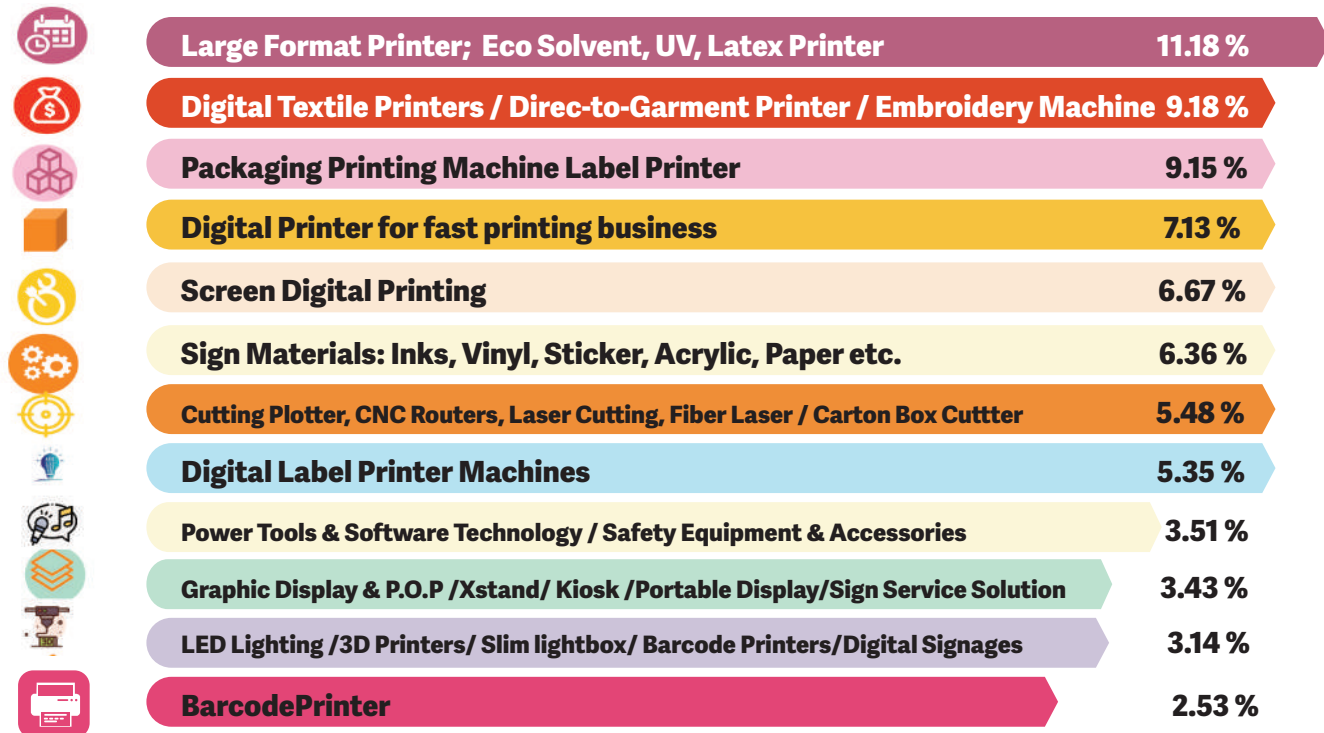 Large Format Printer;  Eco Solvent, UV, Latex Printer 11.18 %
Digital Textile Printers / Direc-to-Garment Printer / Embroidery Machine 9.18 %
Packaging Printing Machine Label Printer 9.15 %
Digital Printer for fast printing business 7.13 %
Screen Digital Printing 6.67 %
Sign Materials: Inks, Vinyl, Sticker, Acrylic, Paper etc. 6.36 %
Cutting Plotter, CNC Routers, Laser Cutting, Fiber Laser / Carton Box Cuttter 5.48 %
Digital Label Printer Machines 5.35 %
Power Tools & Software Technology / Safety Equipment & Accessories 3.51 %
Graphic Display & P.O.P /Xstand/ Kiosk /Portable Display/Sign Service Solution 3.43 %
LED Lighting /3D Printers/ Slim lightbox/ Barcode Printers/Digital Signages 3.14 %
BarcodePrinter 2.53 %